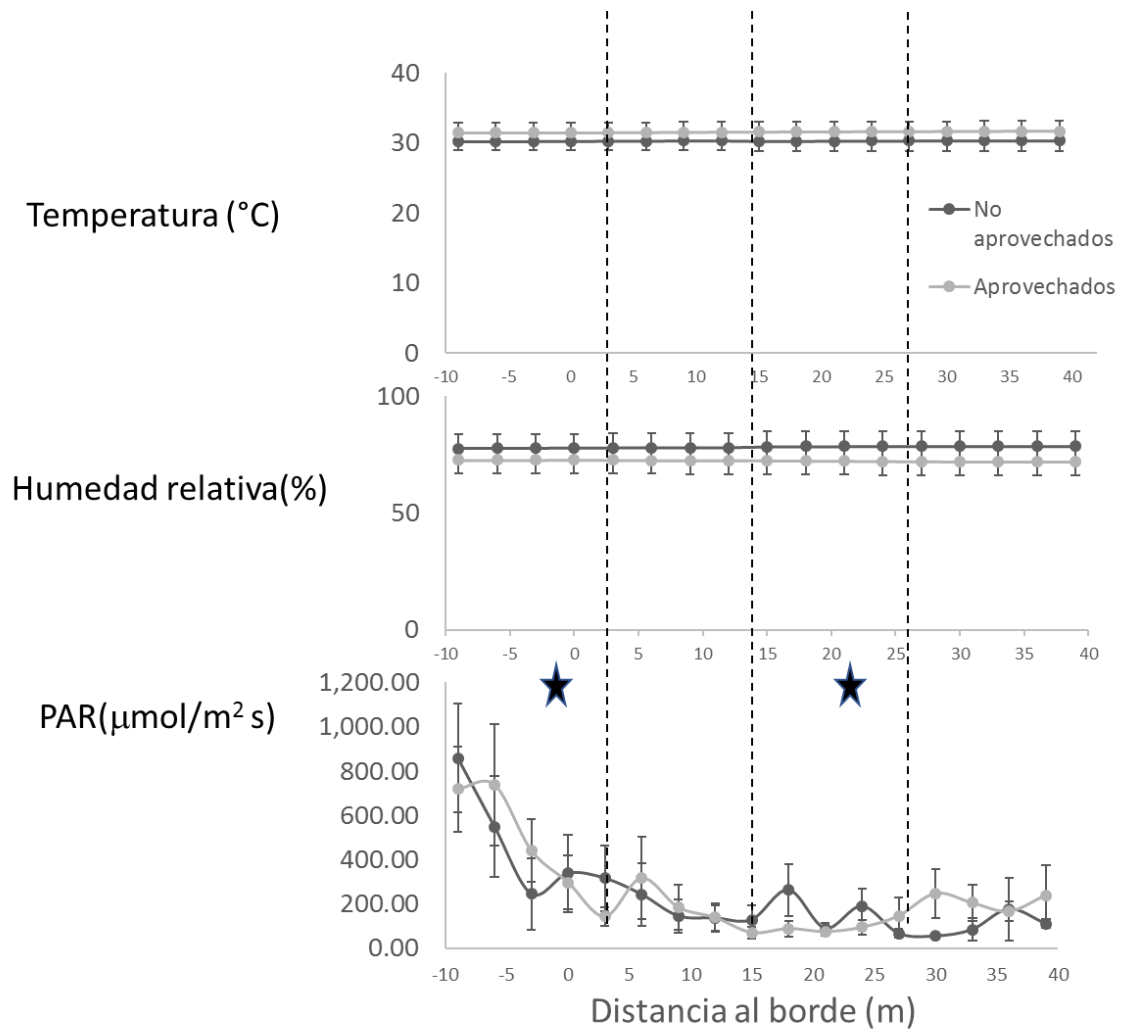 40
30
Temperatura (°C)
20
10
0
No
aprovechados
Aprovechados
-10 -5 0 5 10 15 20 25 30 35 40
100
Humedad relativa(%)
50
0
-10 -5 0 5 10 15 20 25 30 35 40
1,200.00
PAR(μmol/m² s)
1,000.00
800.00
600.00
400.00
200.00
0.00
-10 -5 0 5 10 15 20 25 30 35 40
Distancia al borde (m)